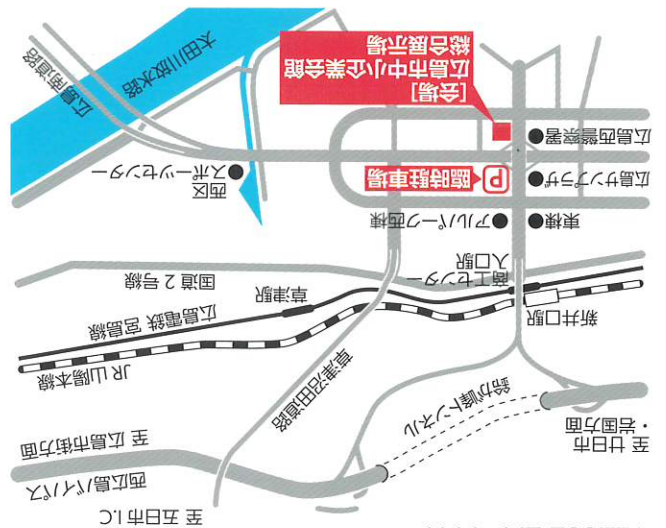 至 五日市I.C
西広島バイパス
至 広島市街方面
至 廿日市
・岩国方面
鈴が峰トンネル
草津沼田道路
JR 山陽本線
新井口駅
広島電鉄 宮島線
草津駅
商工センター
入口駅
国道2号線
アルパーク西棟
東棟
西区
スポーツセンター
P 臨時駐車場
広島サンプラザ
広島西警察署
[会場]
広島市中小企業会館
総合展示場
太田川放水路
広島南道路